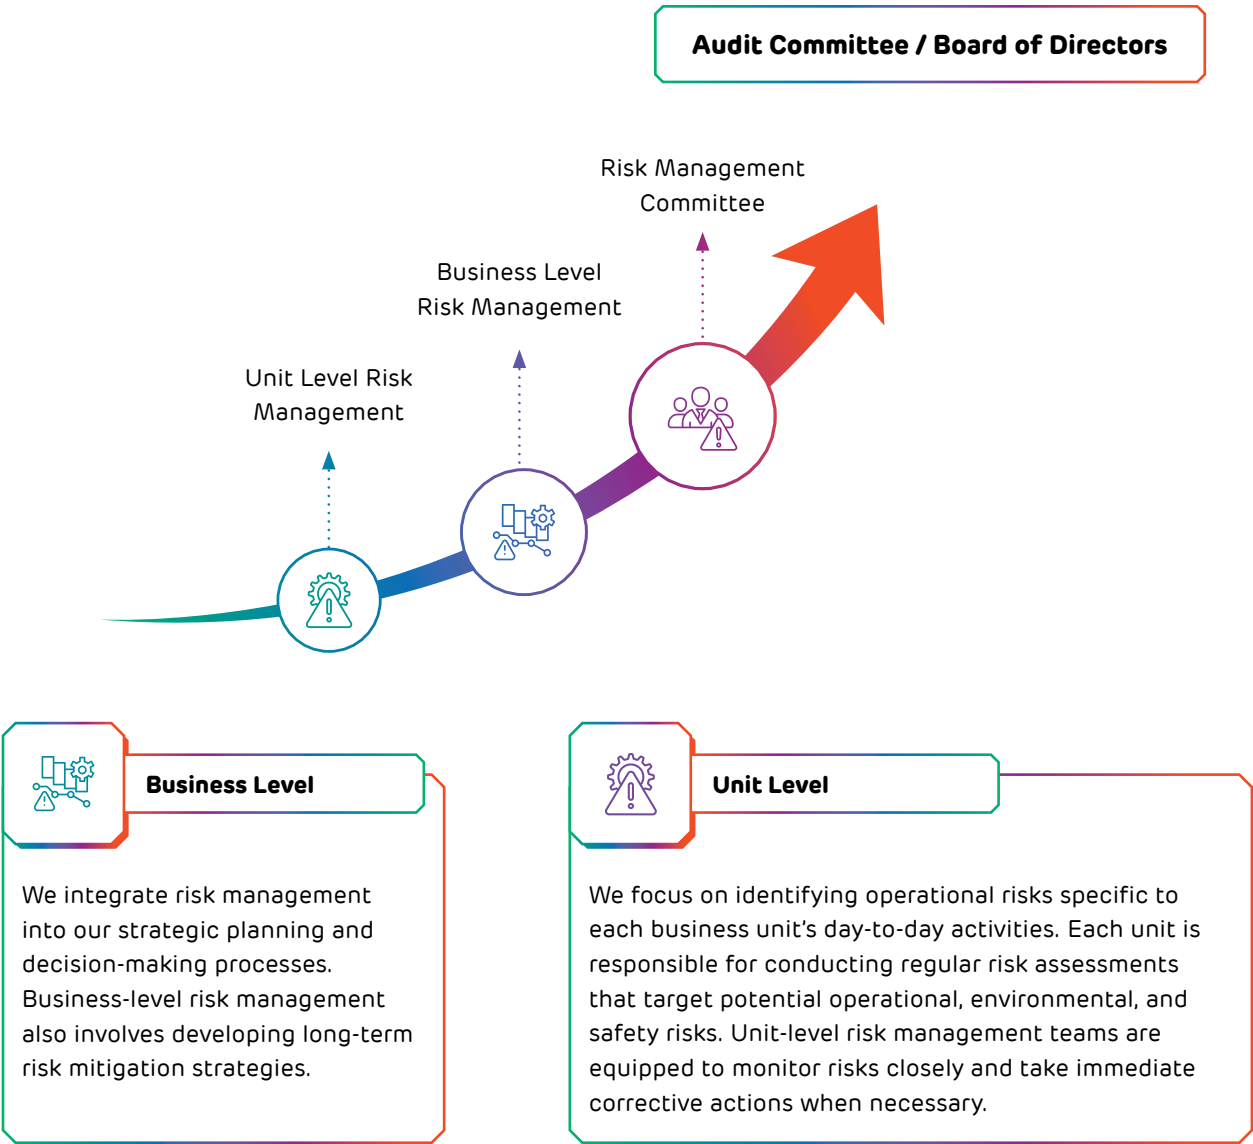 Audit Committee / Board of Directors
Risk Management
Committee
Business Level
Risk Management
Unit Level Risk
Management
Business Level
We integrate risk management
into our strategic planning and
decision-making processes.
Business-level risk management
also involves developing long-term
risk mitigation strategies.
Unit Level
We focus on identifying operational risks specific to
each business unit's day-to-day activities. Each unit is
responsible for conducting regular risk assessments
that target potential operational, environmental, and
safety risks. Unit-level risk management teams are
equipped to monitor risks closely and take immediate
corrective actions when necessary.